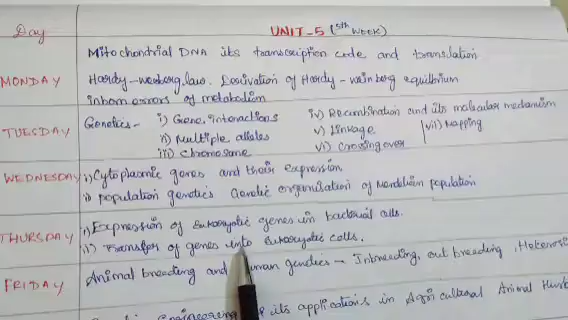 Day UNIT-5 (5th Week)
Mitochondrial DNA its transcription code and translation
MONDAY Hardy-wesberg law. Derivation of Hardy-weinberg equilibrium
inborn errors of metabolism
Genetics- i) Gene interactions iv) Recombination and its molecular mechanism
TUESDAY ii) Multiple alleles v) Linkage vii) Mapping
iii) chromosome vi) Crossing over
WEDNESDAY i) Cytoplasmic genes and their expression
ii) population genetics Genetic organisation of Mendelian population
i) Expression of Eukaryotic genes in bacterial cells.
THURSDAY ii) Transfer of genes into Eukaryotic cells.
FRIDAY Animal breeding and human genetics - Inbreeding, out breeding,
Engineering its applications in Agricultural Animal